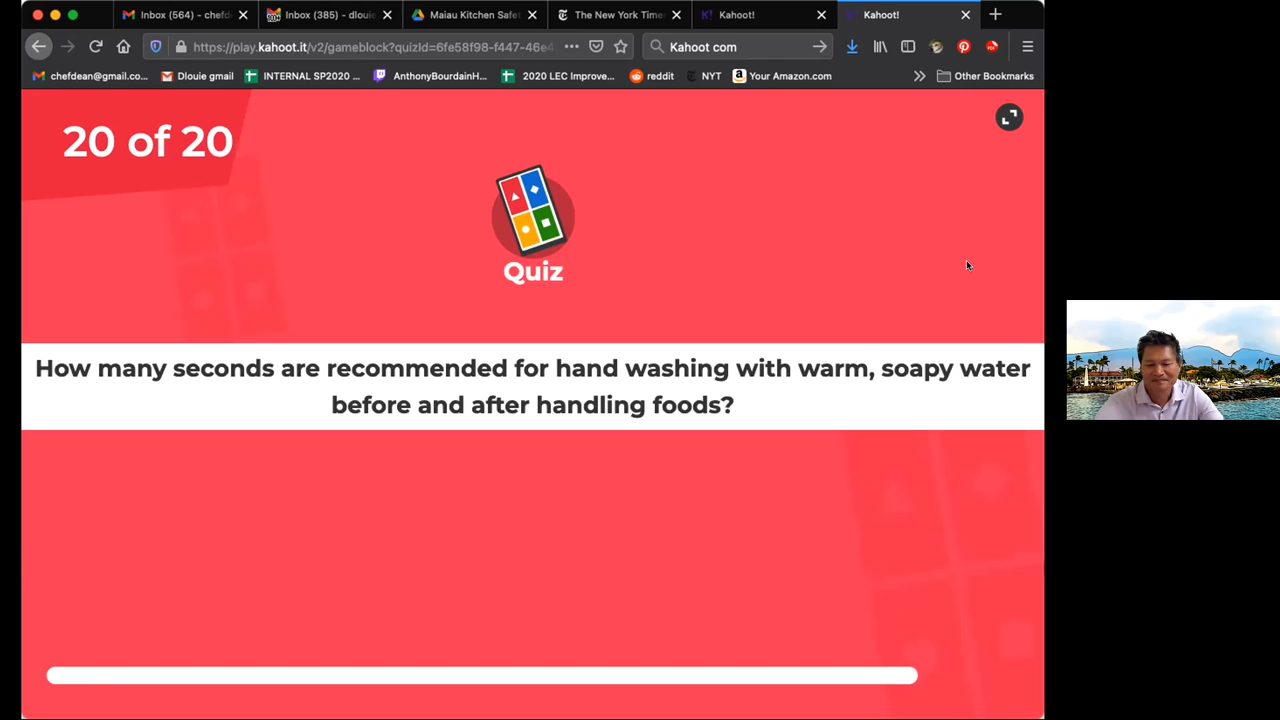 Inbox (564) - chefd
Inbox (385) - dlouie
Maiau Kitchen Safe
The New York Time
Kahoot!
Kahoot!
https://play.kahoot.it/v2/gameblock?quizId=6fe58f98-f447-46e4
Kahoot com
chefdean@gmail.co...
Dlouie gmail
INTERNAL SP2020 ...
AnthonyBourdainH...
2020 LEC Improve...
reddit
NYT
Your Amazon.com
Other Bookmarks
20 of 20
Quiz
How many seconds are recommended for hand washing with warm, soapy water
before and after handling foods?